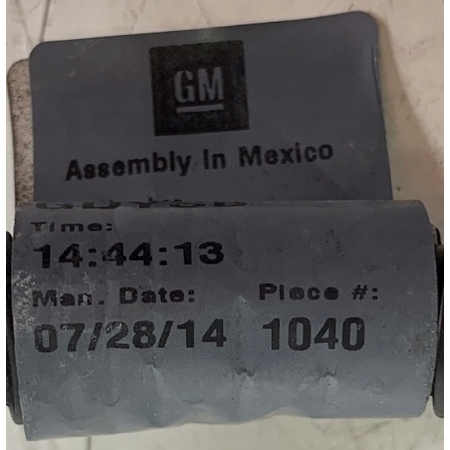 GM
Assembly In Mexico
Time:
14:44:13
Man. Date: Piece #:
07/28/14 1040